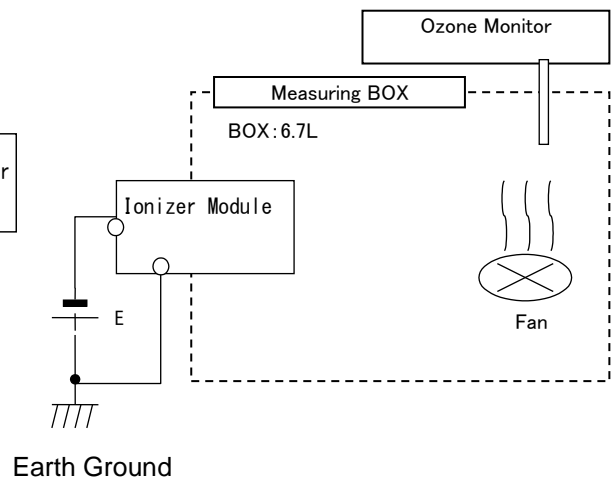 Ozone Monitor
Measuring BOX
BOX:6.7L
r
Ionizer Module
E
Fan
Earth Ground